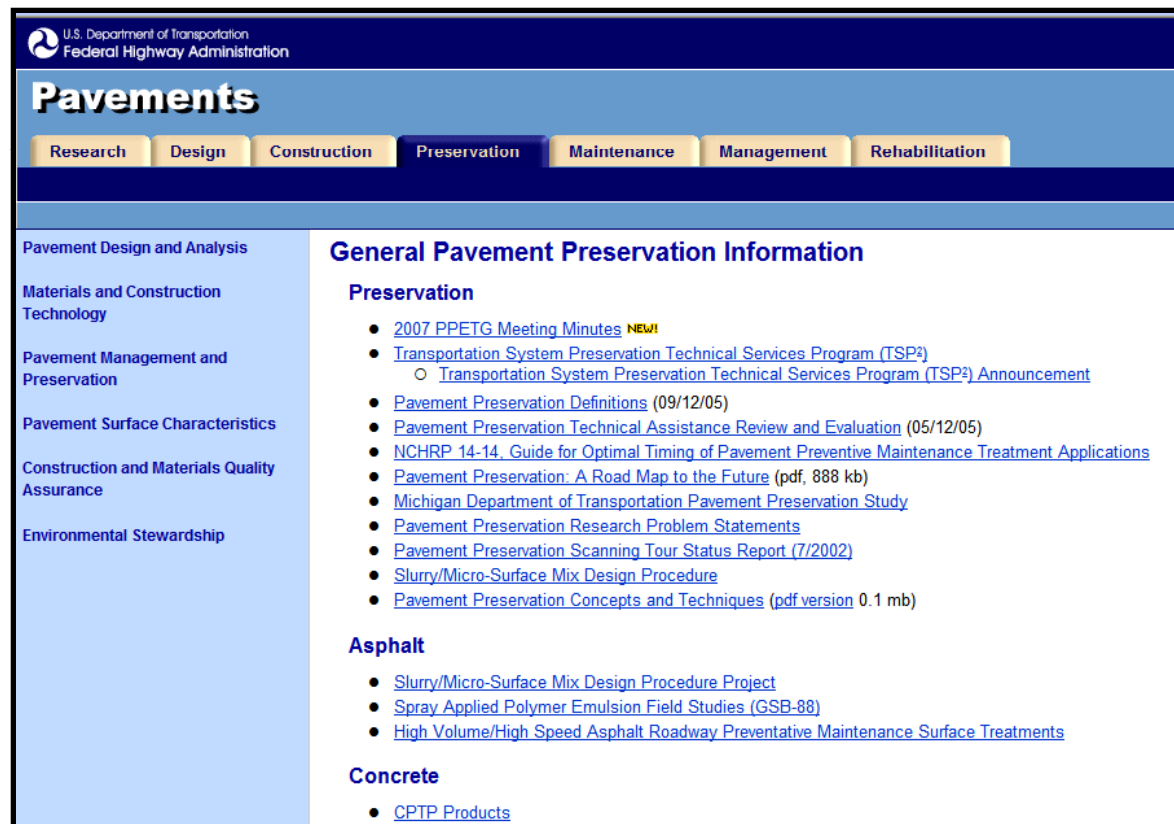 U.S. Department of Transportation
Federal Highway Administration
Pavements
Research Design Construction Preservation Maintenance Management Rehabilitation
Pavement Design and Analysis
Materials and Construction
Technology
Pavement Management and
Preservation
Pavement Surface Characteristics
Construction and Materials Quality
Assurance
Environmental Stewardship
General Pavement Preservation Information
Preservation
2007 PPETG Meeting Minutes NEW!
Transportation System Preservation Technical Services Program (TSP²)
Transportation System Preservation Technical Services Program (TSP²) Announcement
Pavement Preservation Definitions (09/12/05)
Pavement Preservation Technical Assistance Review and Evaluation (05/12/05)
NCHRP 14-14, Guide for Optimal Timing of Pavement Preventive Maintenance Treatment Applications
Pavement Preservation: A Road Map to the Future (pdf, 888 kb)
Michigan Department of Transportation Pavement Preservation Study
Pavement Preservation Research Problem Statements
Pavement Preservation Scanning Tour Status Report (7/2002)
Slurry/Micro-Surface Mix Design Procedure
Pavement Preservation Concepts and Techniques (pdf version 0.1 mb)
Asphalt
Slurry/Micro-Surface Mix Design Procedure Project
Spray Applied Polymer Emulsion Field Studies (GSB-88)
High Volume/High Speed Asphalt Roadway Preventative Maintenance Surface Treatments
Concrete
CPTP Products